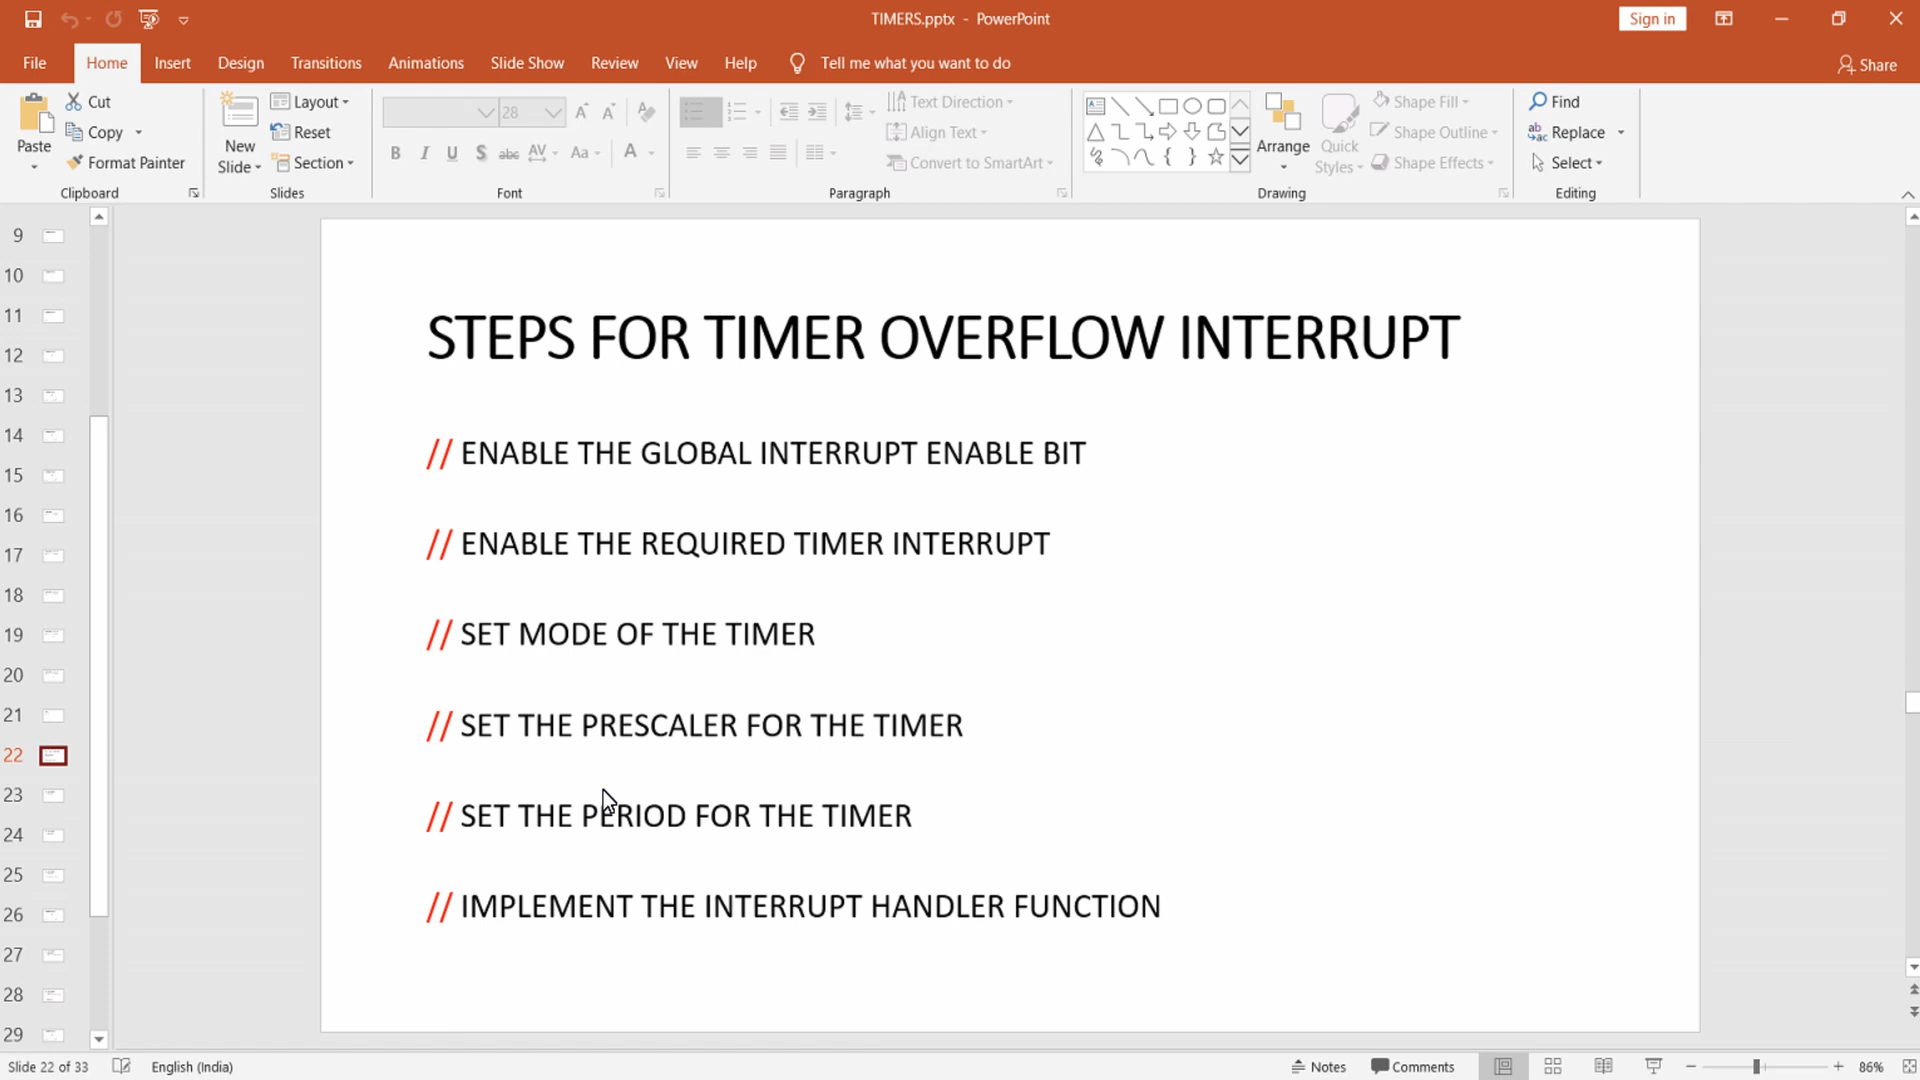 TIMERS.pptx - PowerPoint
Sign in
File Home Insert Design Transitions Animations Slide Show Review View Help Tell me what you want to do Share
Paste
Cut
Copy
Format Painter
Clipboard
New Slide
Layout
Reset
Section
Slides
28
B I U S abc AV Aa A
Font
Paragraph
Text Direction
Align Text
Convert to SmartArt
Drawing
Arrange
Quick Styles
Shape Fill
Shape Outline
Shape Effects
Find
Replace
Select
Editing
9
10
11
12
13
14
15
16
17
18
19
20
21
22
23
24
25
26
27
28
29
STEPS FOR TIMER OVERFLOW INTERRUPT
// ENABLE THE GLOBAL INTERRUPT ENABLE BIT
// ENABLE THE REQUIRED TIMER INTERRUPT
// SET MODE OF THE TIMER
// SET THE PRESCALER FOR THE TIMER
// SET THE PERIOD FOR THE TIMER
// IMPLEMENT THE INTERRUPT HANDLER FUNCTION
Slide 22 of 33 English (India) Notes Comments 86%